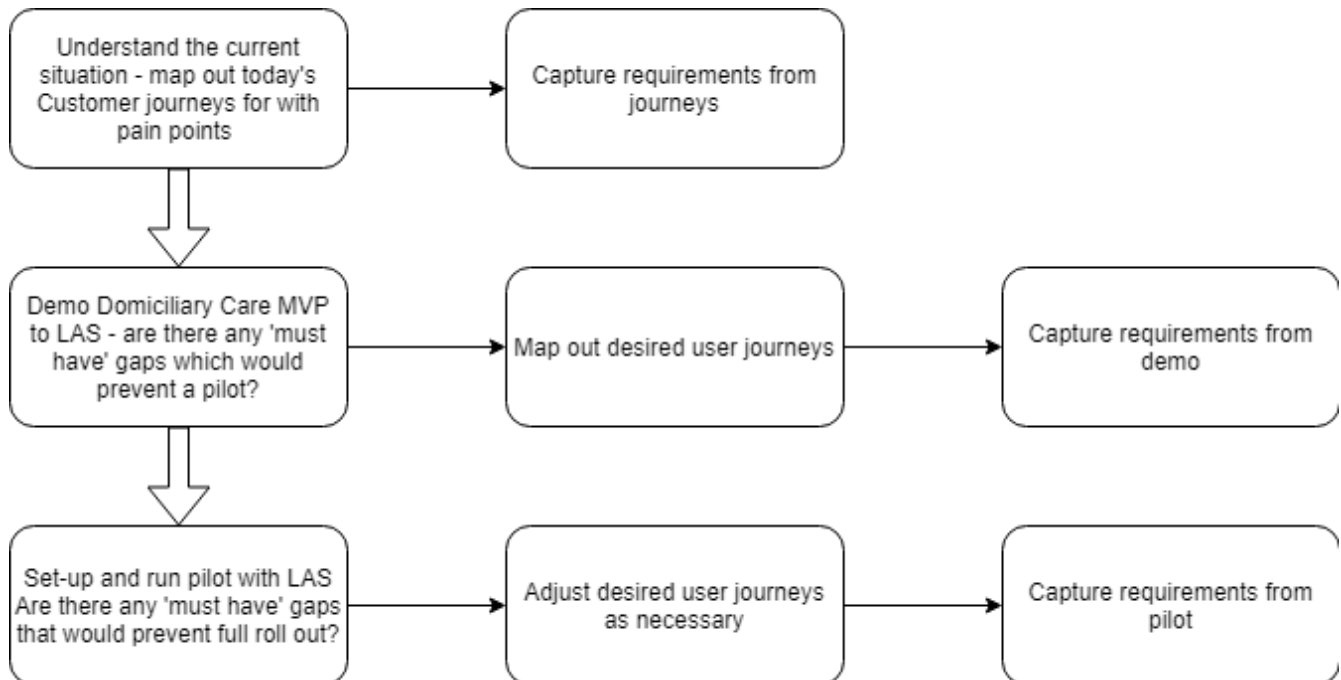 Understand the current
situation - map out today's
Customer journeys for with
pain points
Capture requirements from
journeys
Demo Domiciliary Care MVP
to LAS - are there any 'must
have' gaps which would
prevent a pilot?
Map out desired user journeys
Capture requirements from
demo
Set-up and run pilot with LAS
Are there any 'must have' gaps
that would prevent full roll out?
Adjust desired user journeys
as necessary
Capture requirements from
pilot